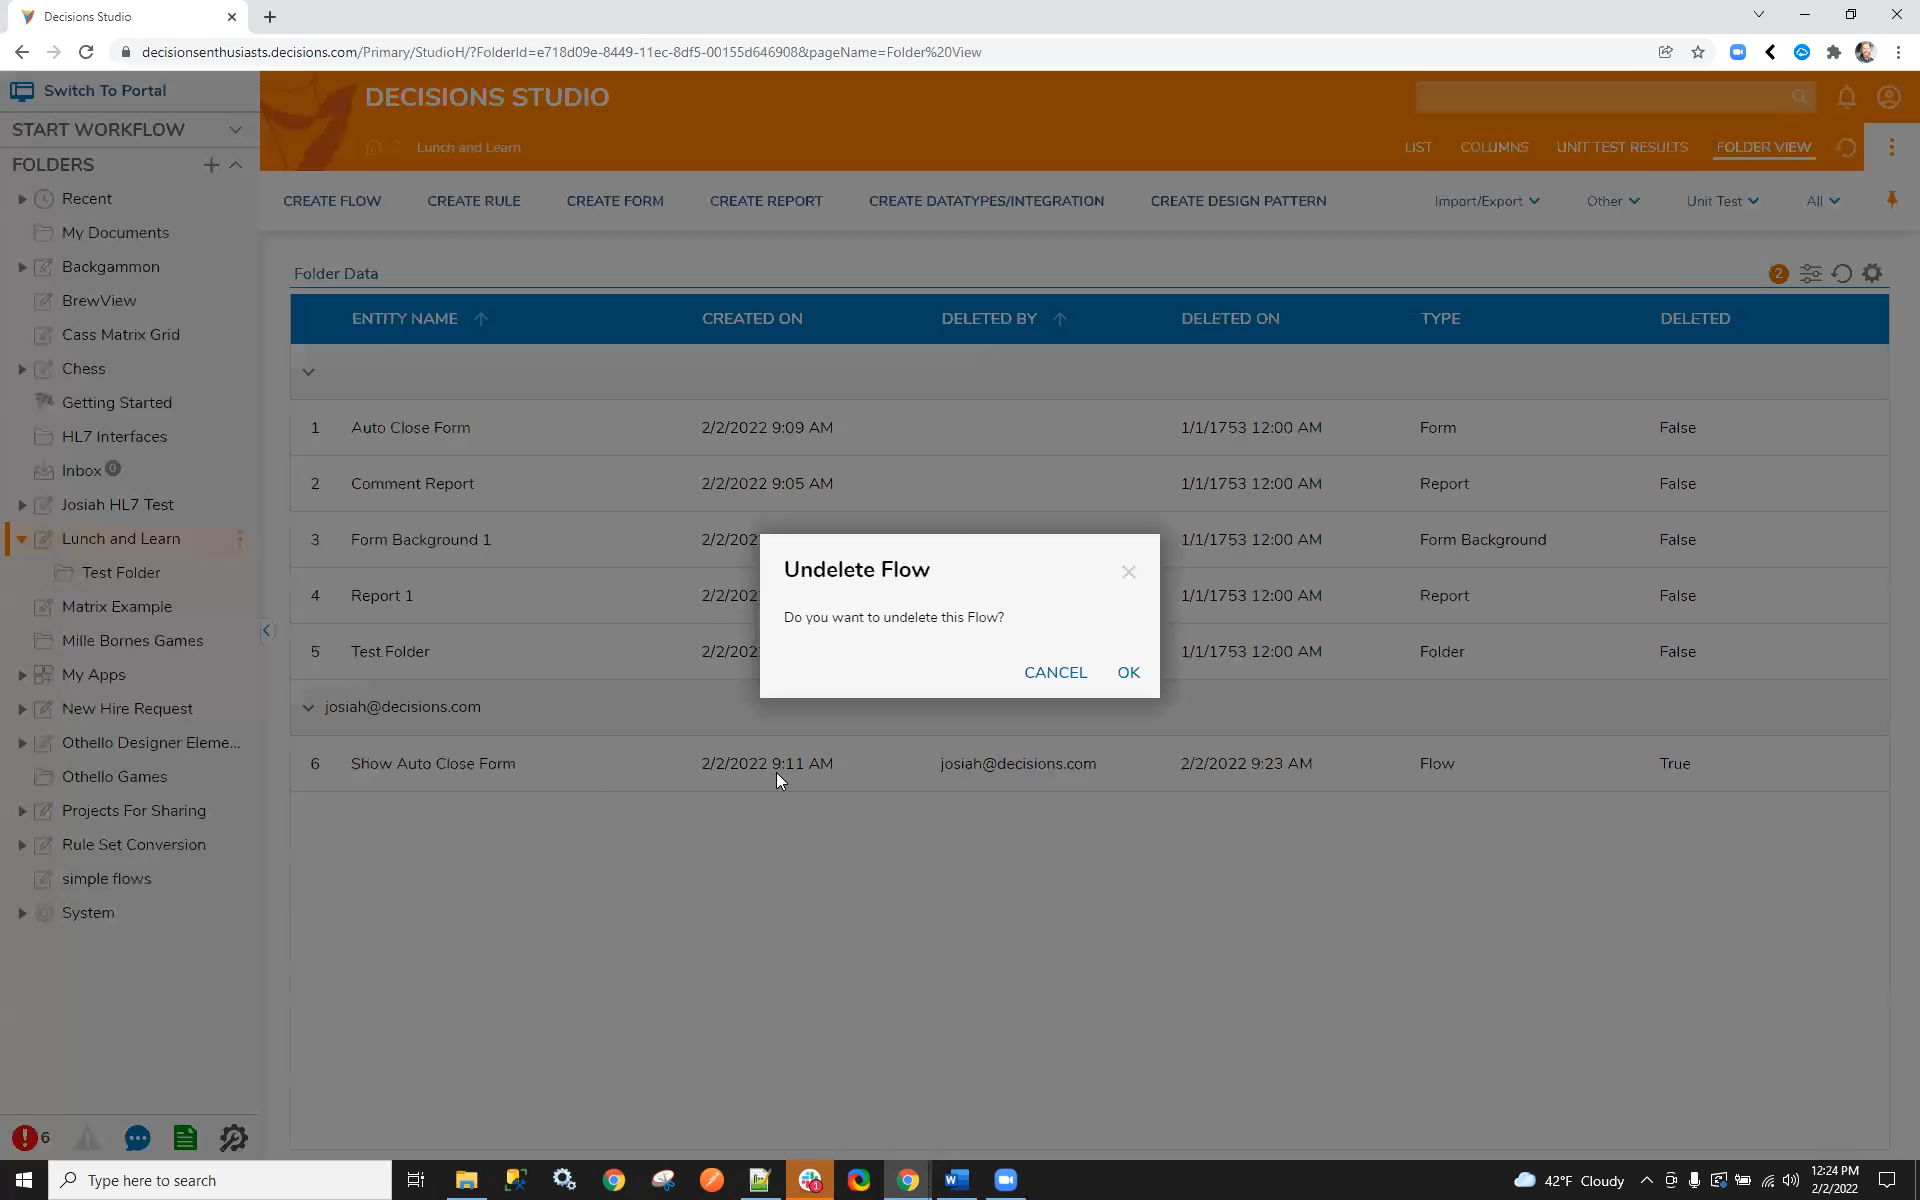 Decisions Studio
decisionsenthusiasts.decisions.com/Primary/StudioH/?FolderId=e718d09e-8449-11ec-8df5-00155d646908&pageName=Folder%20View
Switch To Portal
START WORKFLOW
FOLDERS
Recent
My Documents
Backgammon
BrewView
Cass Matrix Grid
Chess
Getting Started
HL7 Interfaces
Inbox 0
Josiah HL7 Test
Lunch and Learn
Test Folder
Matrix Example
Mille Bornes Games
My Apps
New Hire Request
Othello Designer Eleme...
Othello Games
Projects For Sharing
Rule Set Conversion
simple flows
System
6
DECISIONS STUDIO
Lunch and Learn
LIST COLUMNS UNIT TEST RESULTS FOLDER VIEW
CREATE FLOW CREATE RULE CREATE FORM CREATE REPORT CREATE DATATYPES/INTEGRATION CREATE DESIGN PATTERN Import/Export Other Unit Test All
Folder Data 2
ENTITY NAME CREATED ON DELETED BY DELETED ON TYPE DELETED
1 Auto Close Form 2/2/2022 9:09 AM 1/1/1753 12:00 AM Form False
2 Comment Report 2/2/2022 9:05 AM 1/1/1753 12:00 AM Report False
3 Form Background 1 2/2/202 1/1/1753 12:00 AM Form Background False
4 Report 1 2/2/202 1/1/1753 12:00 AM Report False
5 Test Folder 2/2/202 1/1/1753 12:00 AM Folder False
josiah@decisions.com
6 Show Auto Close Form 2/2/2022 9:11 AM josiah@decisions.com 2/2/2022 9:23 AM Flow True
Undelete Flow
Do you want to undelete this Flow?
CANCEL OK
Type here to search
1
42°F Cloudy
12:24 PM
2/2/2022